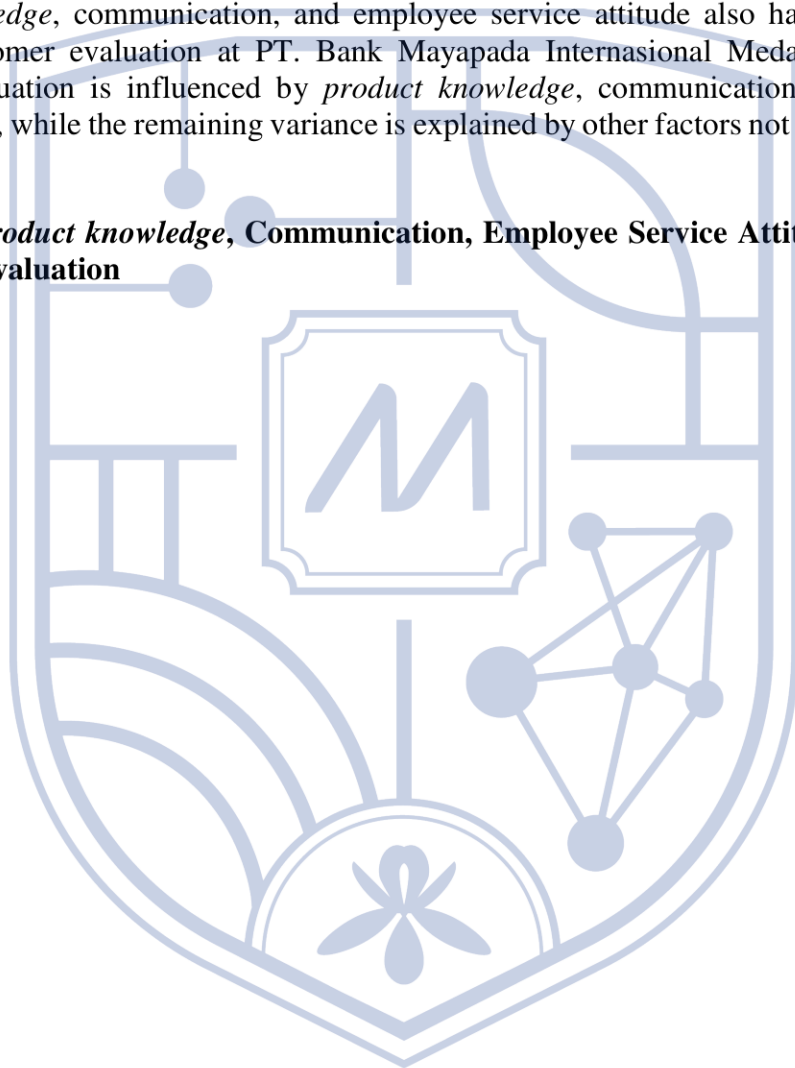 edge, communication, and employee service attitude also ha
omer evaluation at PT. Bank Mayapada Internasional Meda
uation is influenced by product knowledge, communication
, while the remaining variance is explained by other factors not
roduct knowledge, Communication, Employee Service Attit
valuation
M